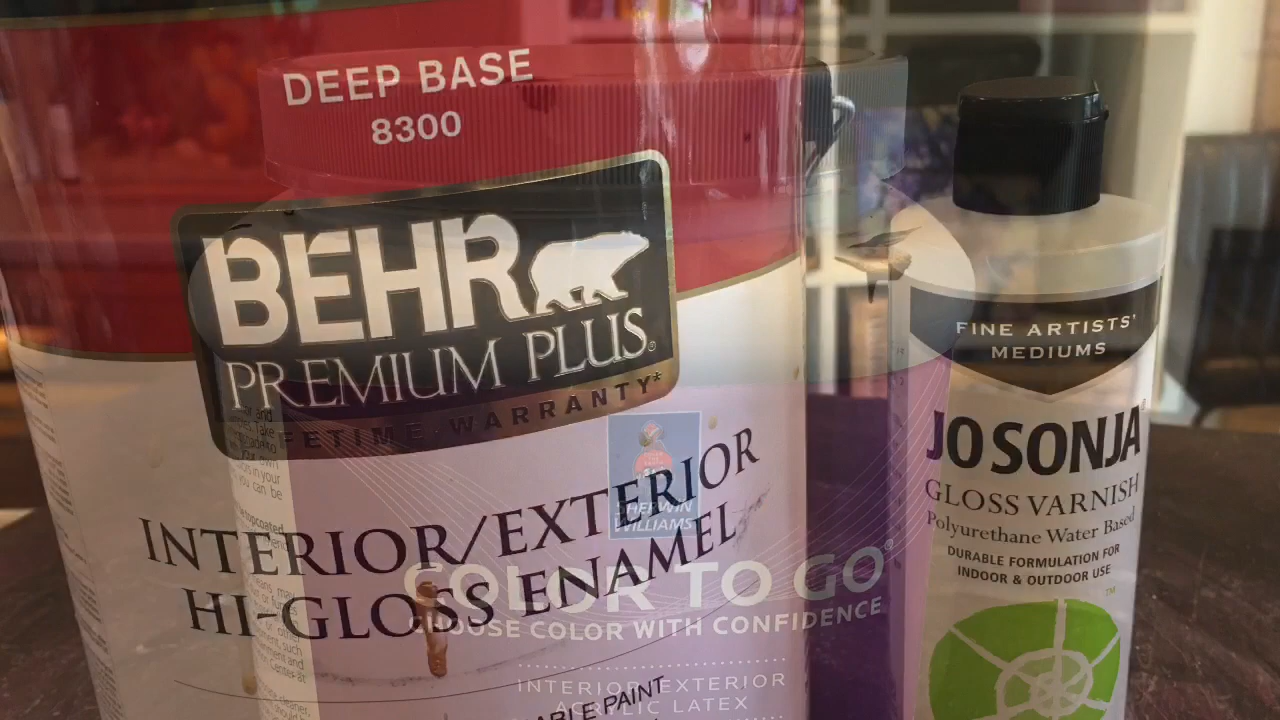 DEEP BASE
8300
BEHR
PREMIUM PLUS®
LIFETIME WARRANTY*
INTERIOR/EXTERIOR
HI-GLOSS ENAMEL
SHERWIN
WILLIAMS
COLOR TO GO®
CHOOSE COLOR WITH CONFIDENCE
INTERIOR/EXTERIOR
ACRYLIC LATEX
PAINT
FINE ARTISTS'
MEDIUMS
JO SONJA®
GLOSS VARNISH
Polyurethane Water Based
DURABLE FORMULATION FOR
INDOOR & OUTDOOR USE
™